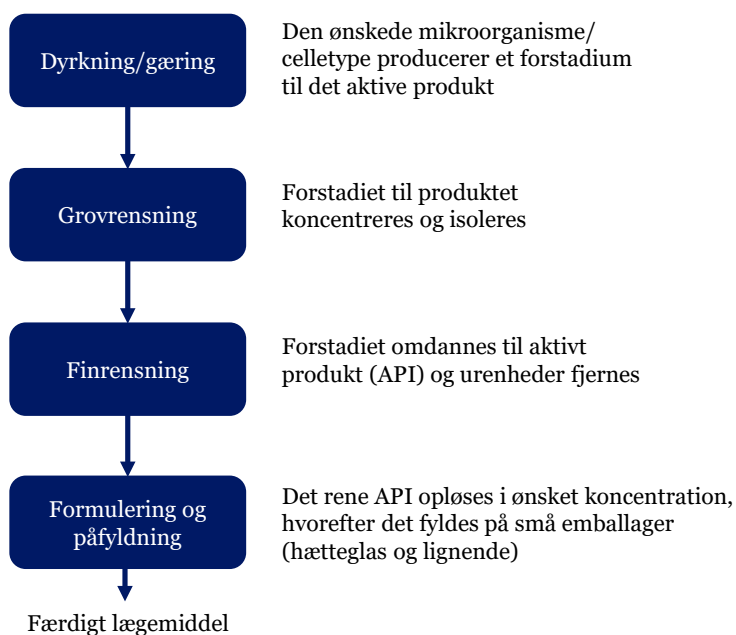 Dyrkning/gæring
Den ønskede mikroorganisme/
celletype producerer et forstadium
til det aktive produkt
Grovrensning
Forstadiet til produktet
koncentreres og isoleres
Finrensning
Forstadiet omdannes til aktivt
produkt (API) og urenheder fjernes
Formulering og
påfyldning
Det rene API opløses i ønsket koncentration,
hvorefter det fyldes på små emballager
(hætteglas og lignende)
Færdigt lægemiddel